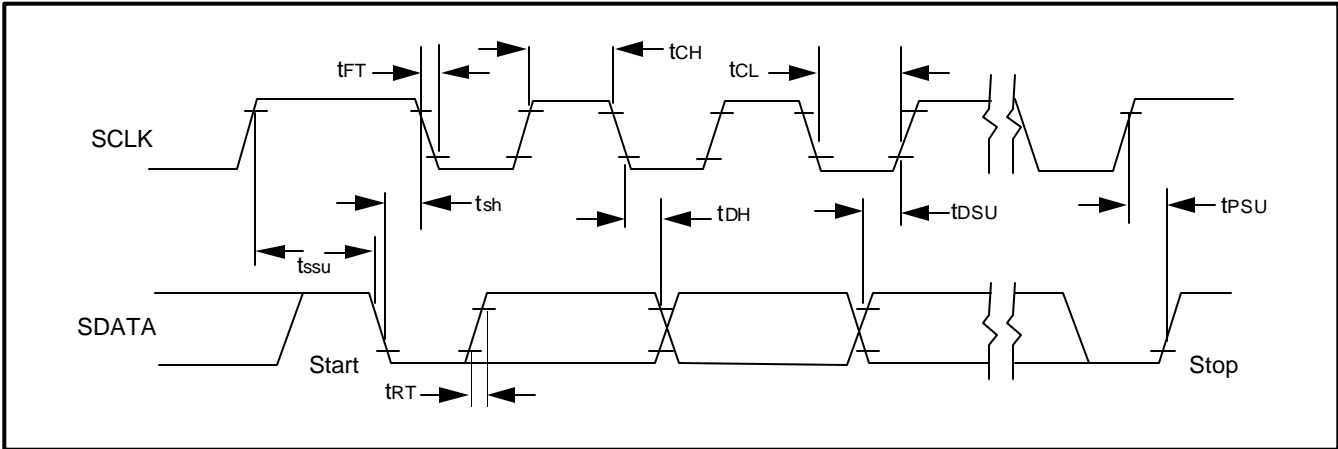 tFT
tCH
tCL
SCLK
tsh
tDH
tDSU
tPSU
tssu
SDATA
Start
Stop
tRT